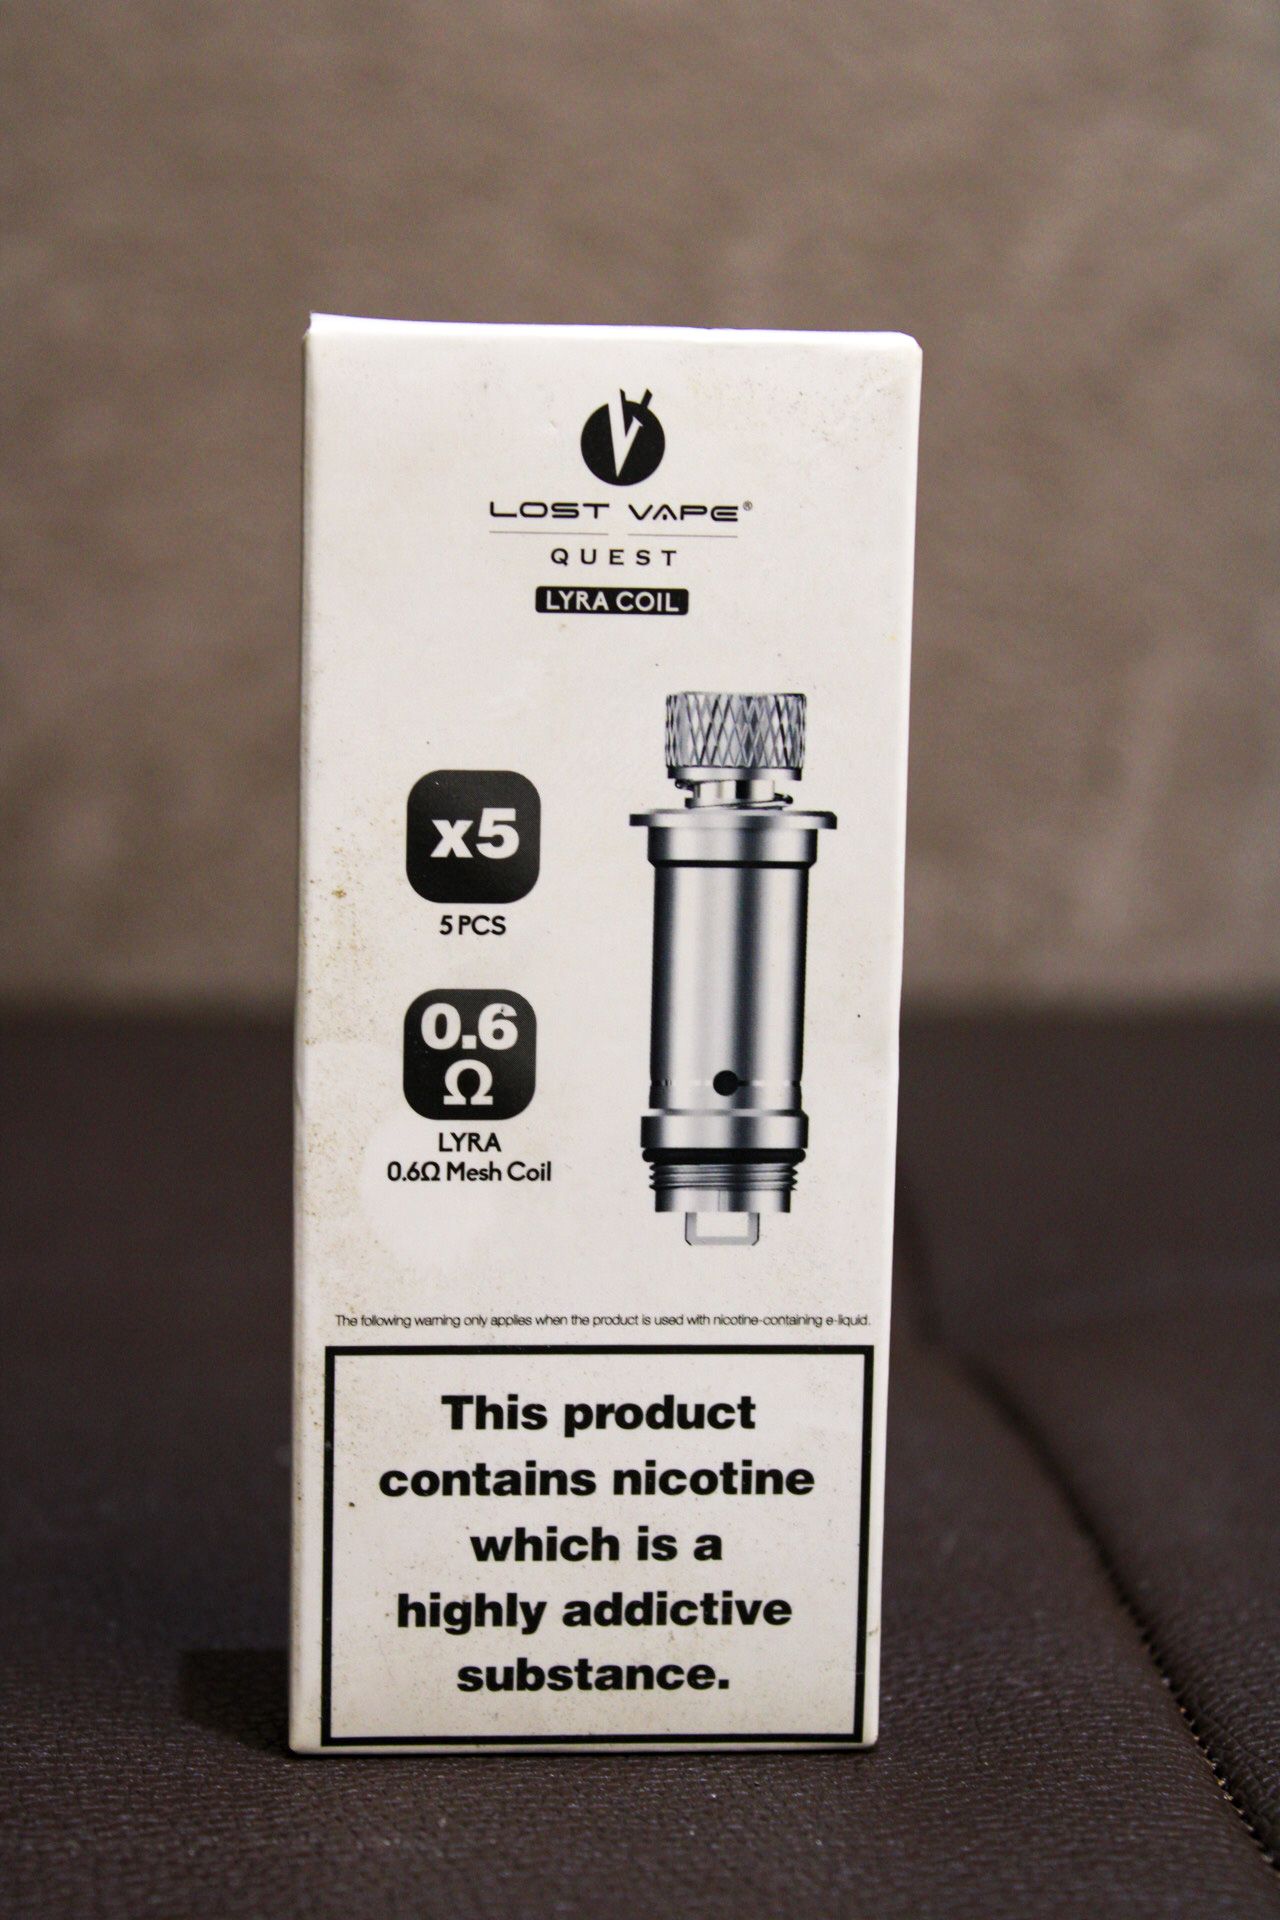 LOST VAPE®
QUEST
LYRA COIL
x5
5 PCS
0.6
Ω
LYRA
0.6Ω Mesh Coil
The following warning only applies when the product is used with nicotine-containing e-liquid.
This product
contains nicotine
which is a
highly addictive
substance.